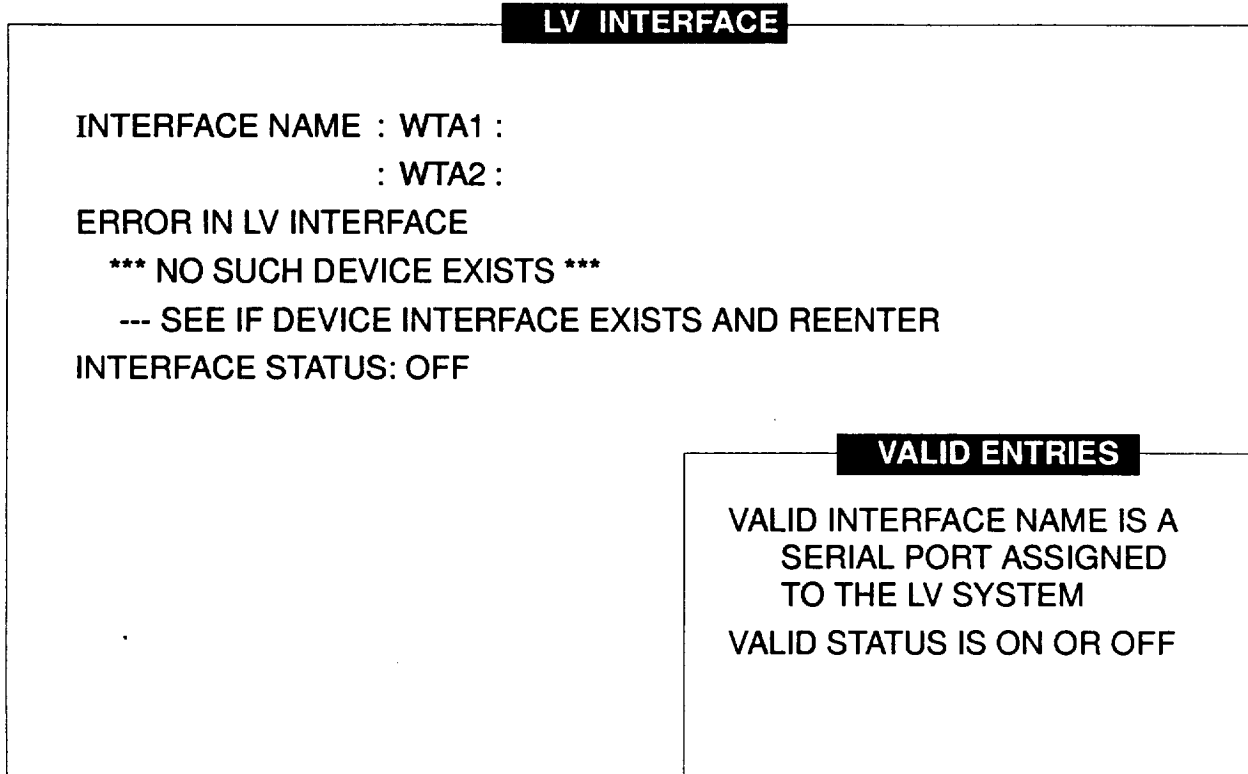 LV INTERFACE
INTERFACE NAME : WTA1 :
: WTA2 :
ERROR IN LV INTERFACE
*** NO SUCH DEVICE EXISTS ***
--- SEE IF DEVICE INTERFACE EXISTS AND REENTER
INTERFACE STATUS: OFF
VALID ENTRIES
VALID INTERFACE NAME IS A
SERIAL PORT ASSIGNED
TO THE LV SYSTEM
VALID STATUS IS ON OR OFF